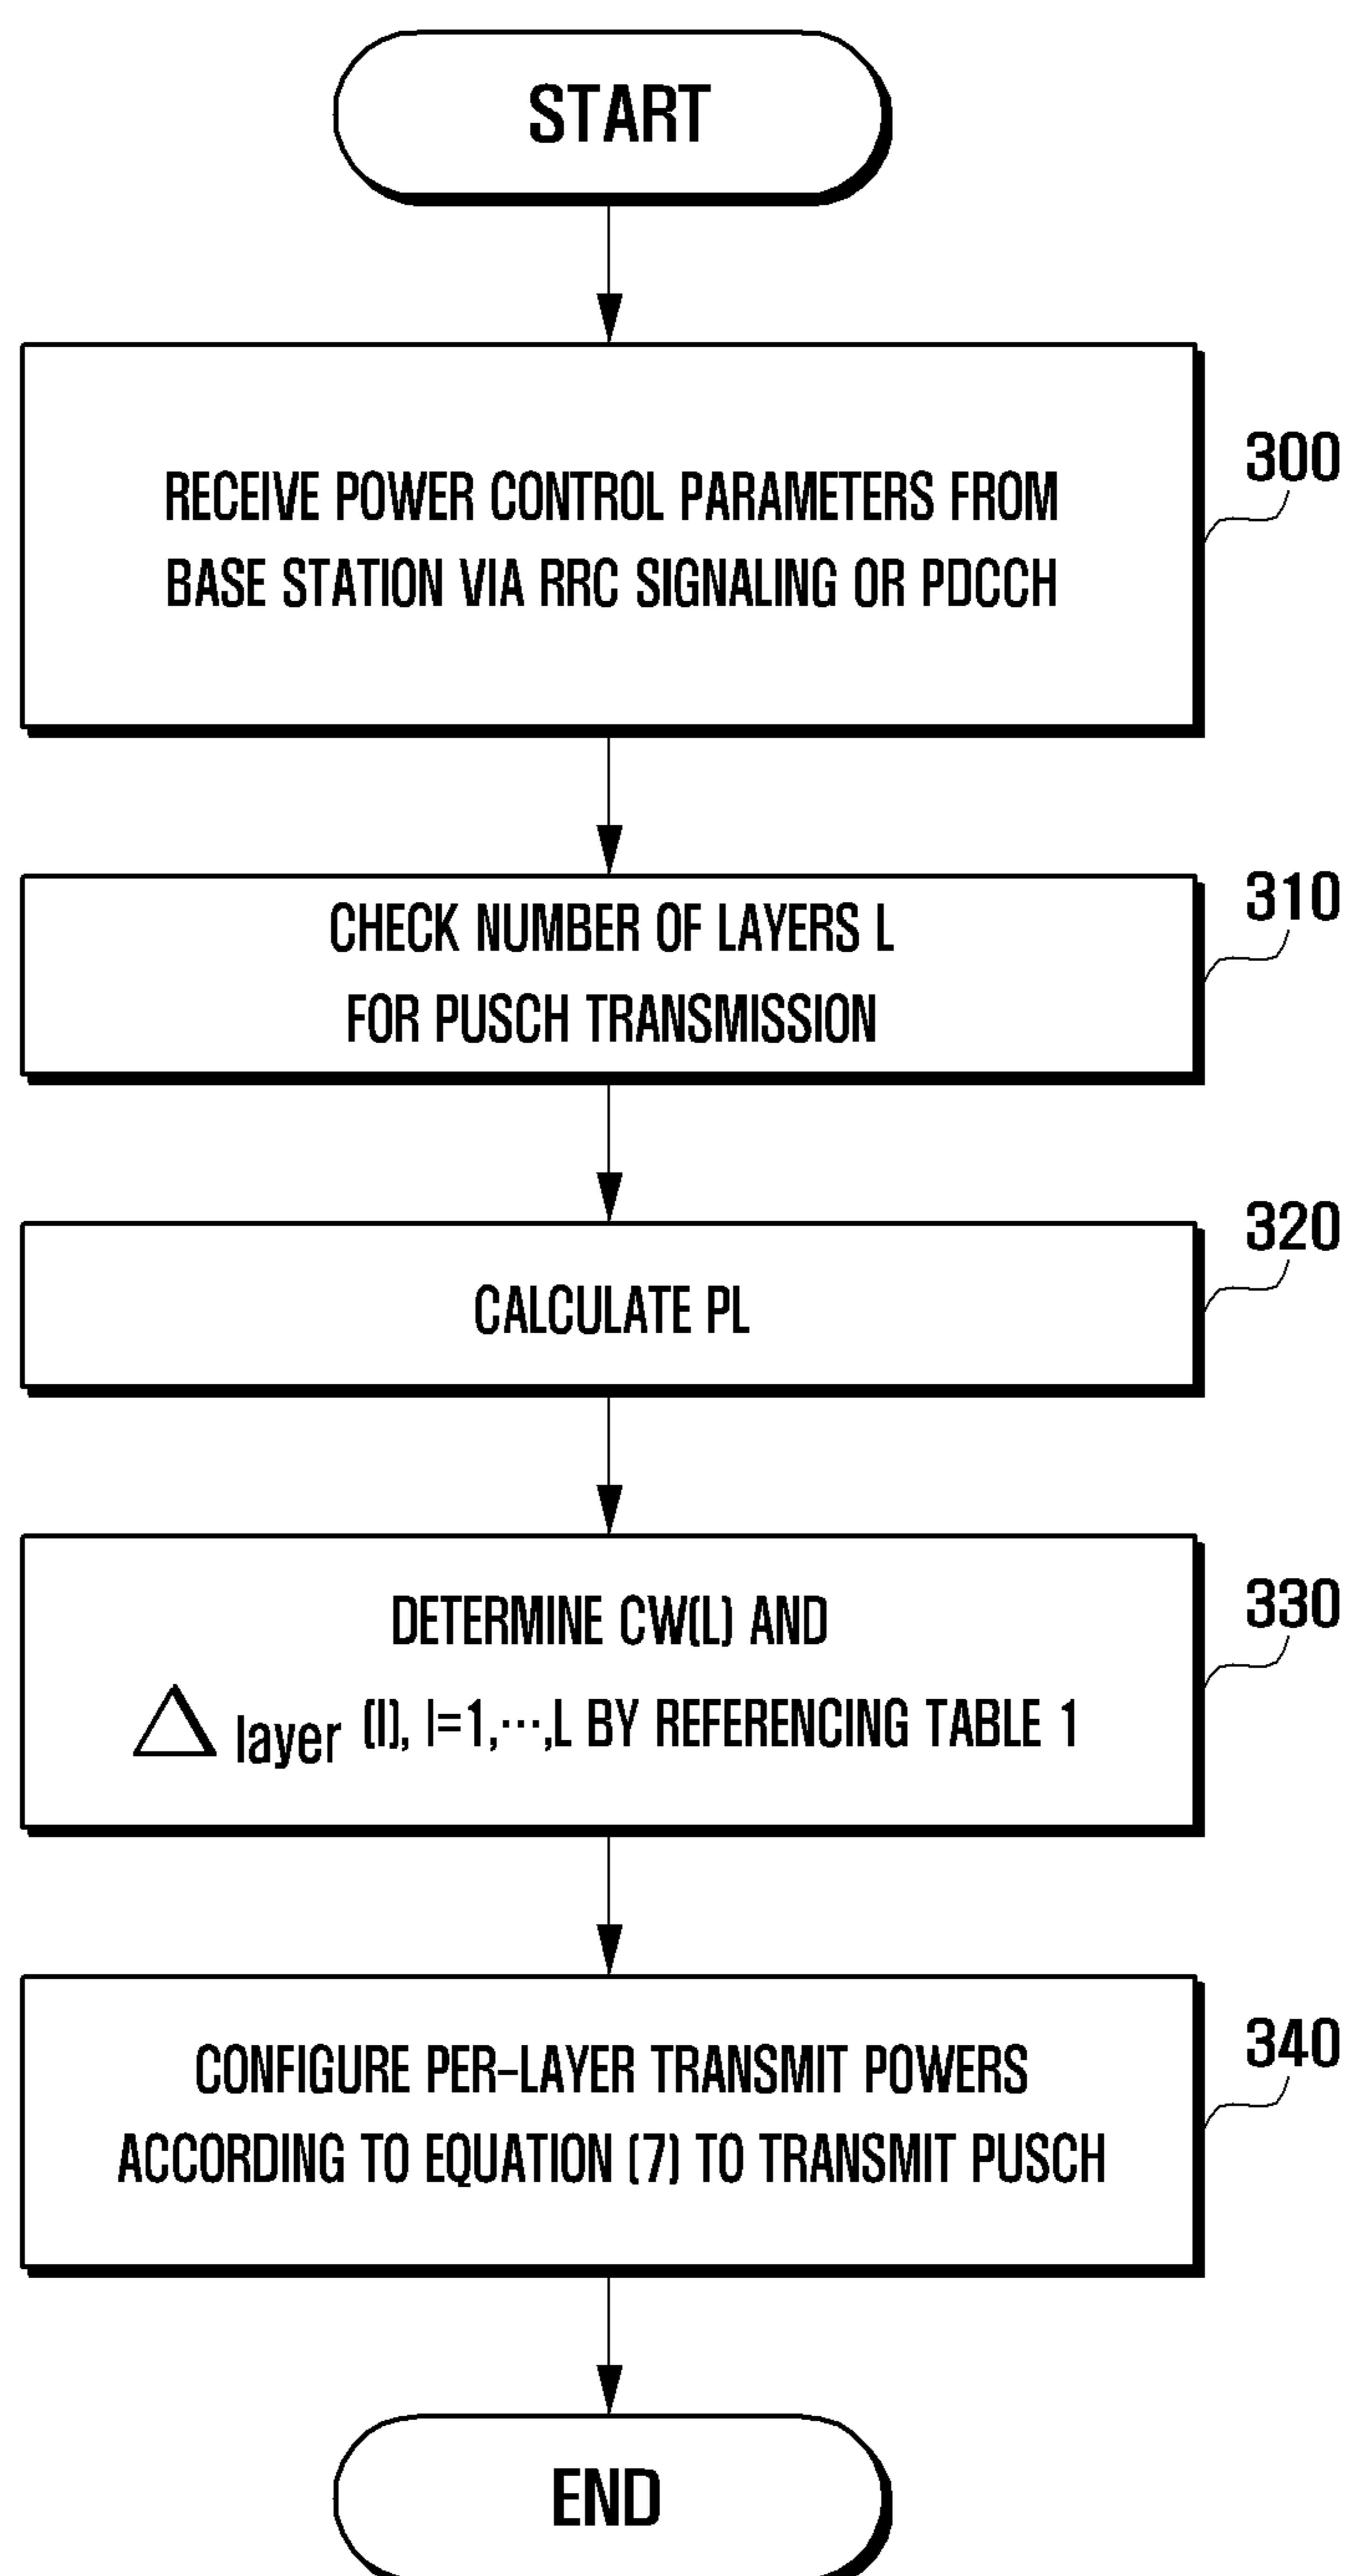 START
RECEIVE POWER CONTROL PARAMETERS FROM
BASE STATION VIA RRC SIGNALING OR PDCCH
300
CHECK NUMBER OF LAYERS L
FOR PUSCH TRANSMISSION
310
CALCULATE PL
320
DETERMINE CW(L) AND
△ layer (l), l=1,⋯,L BY REFERENCING TABLE 1
330
CONFIGURE PER–LAYER TRANSMIT POWERS
ACCORDING TO EQUATION (7) TO TRANSMIT PUSCH
340
END